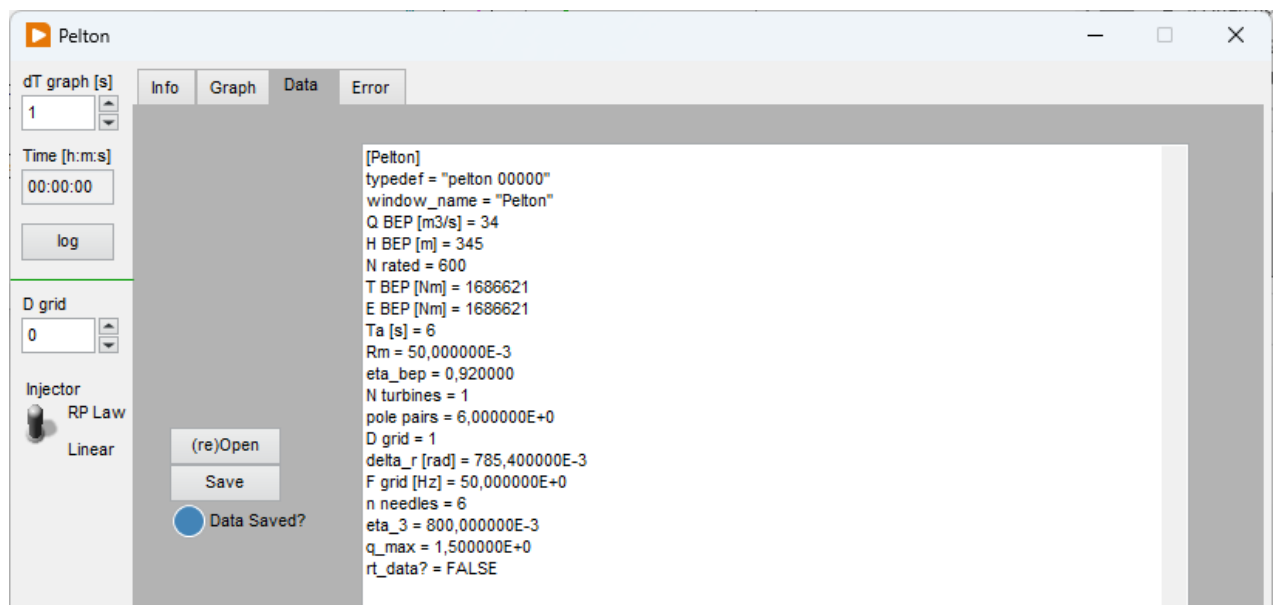 Pelton
dT graph [s]
1
Time [h:m:s]
00:00:00
log
D grid
0
Injector
RP Law
Linear
Info
Graph
Data
Error
(re)Open
Save
Data Saved?
[Pelton]
typedef = "pelton 00000"
window_name = "Pelton"
Q BEP [m3/s] = 34
H BEP [m] = 345
N rated = 600
T BEP [Nm] = 1686621
E BEP [Nm] = 1686621
Ta [s] = 6
Rm = 50,000000E-3
eta_bep = 0,920000
N turbines = 1
pole pairs = 6,000000E+0
D grid = 1
delta_r [rad] = 785,400000E-3
F grid [Hz] = 50,000000E+0
n needles = 6
eta_3 = 800,000000E-3
q_max = 1,500000E+0
rt_data? = FALSE